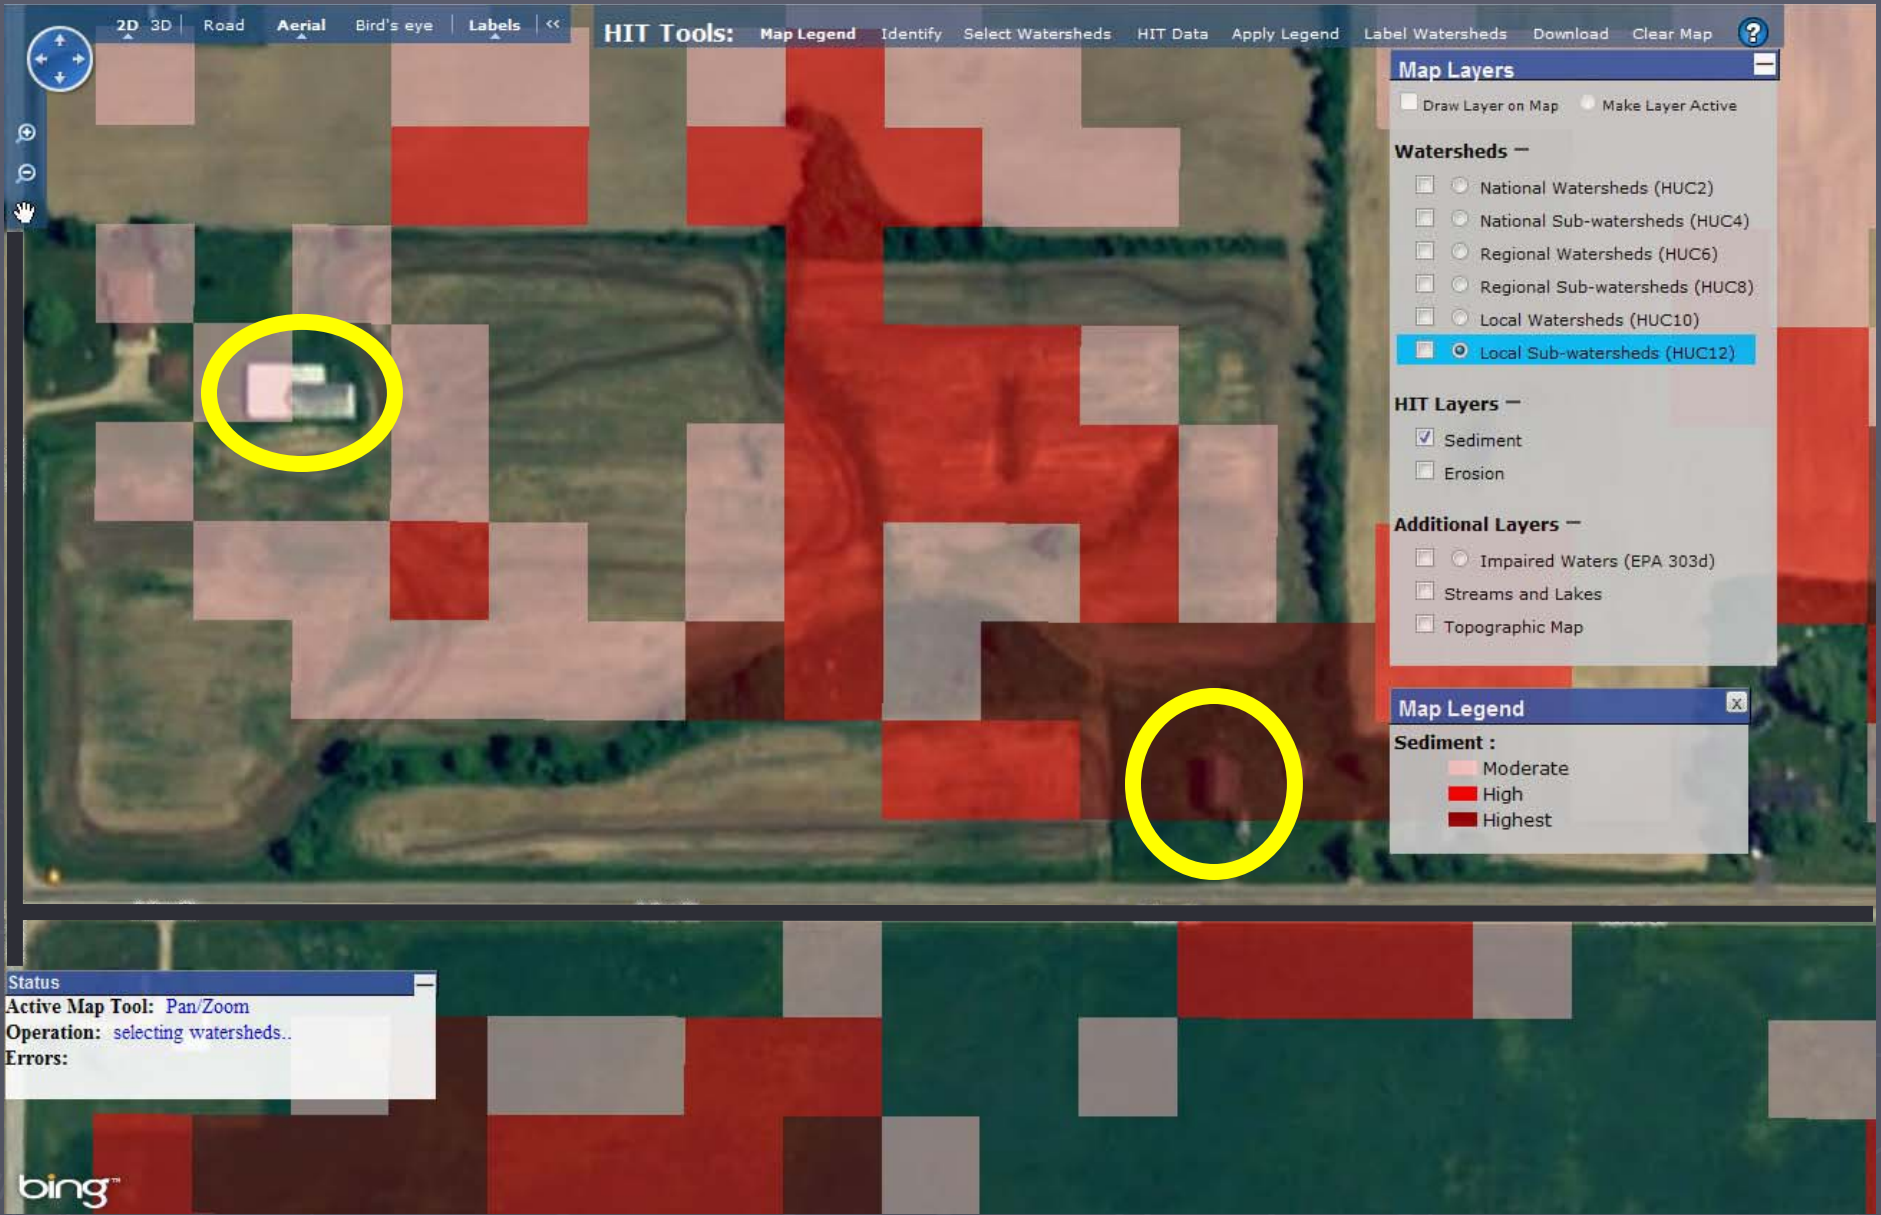 2D 3D Road Aerial Bird's eye Labels <<
HIT Tools: Map Legend Identify Select Watersheds HIT Data Apply Legend Label Watersheds Download Clear Map ?
Map Layers
Draw Layer on Map Make Layer Active
Watersheds
National Watersheds (HUC2)
National Sub-watersheds (HUC4)
Regional Watersheds (HUC6)
Regional Sub-watersheds (HUC8)
Local Watersheds (HUC10)
Local Sub-watersheds (HUC12)
HIT Layers
Sediment
Erosion
Additional Layers
Impaired Waters (EPA 303d)
Streams and Lakes
Topographic Map
Map Legend X
Sediment :
Moderate
High
Highest
Status
Active Map Tool: Pan/Zoom
Operation: selecting watersheds..
Errors:
bing™